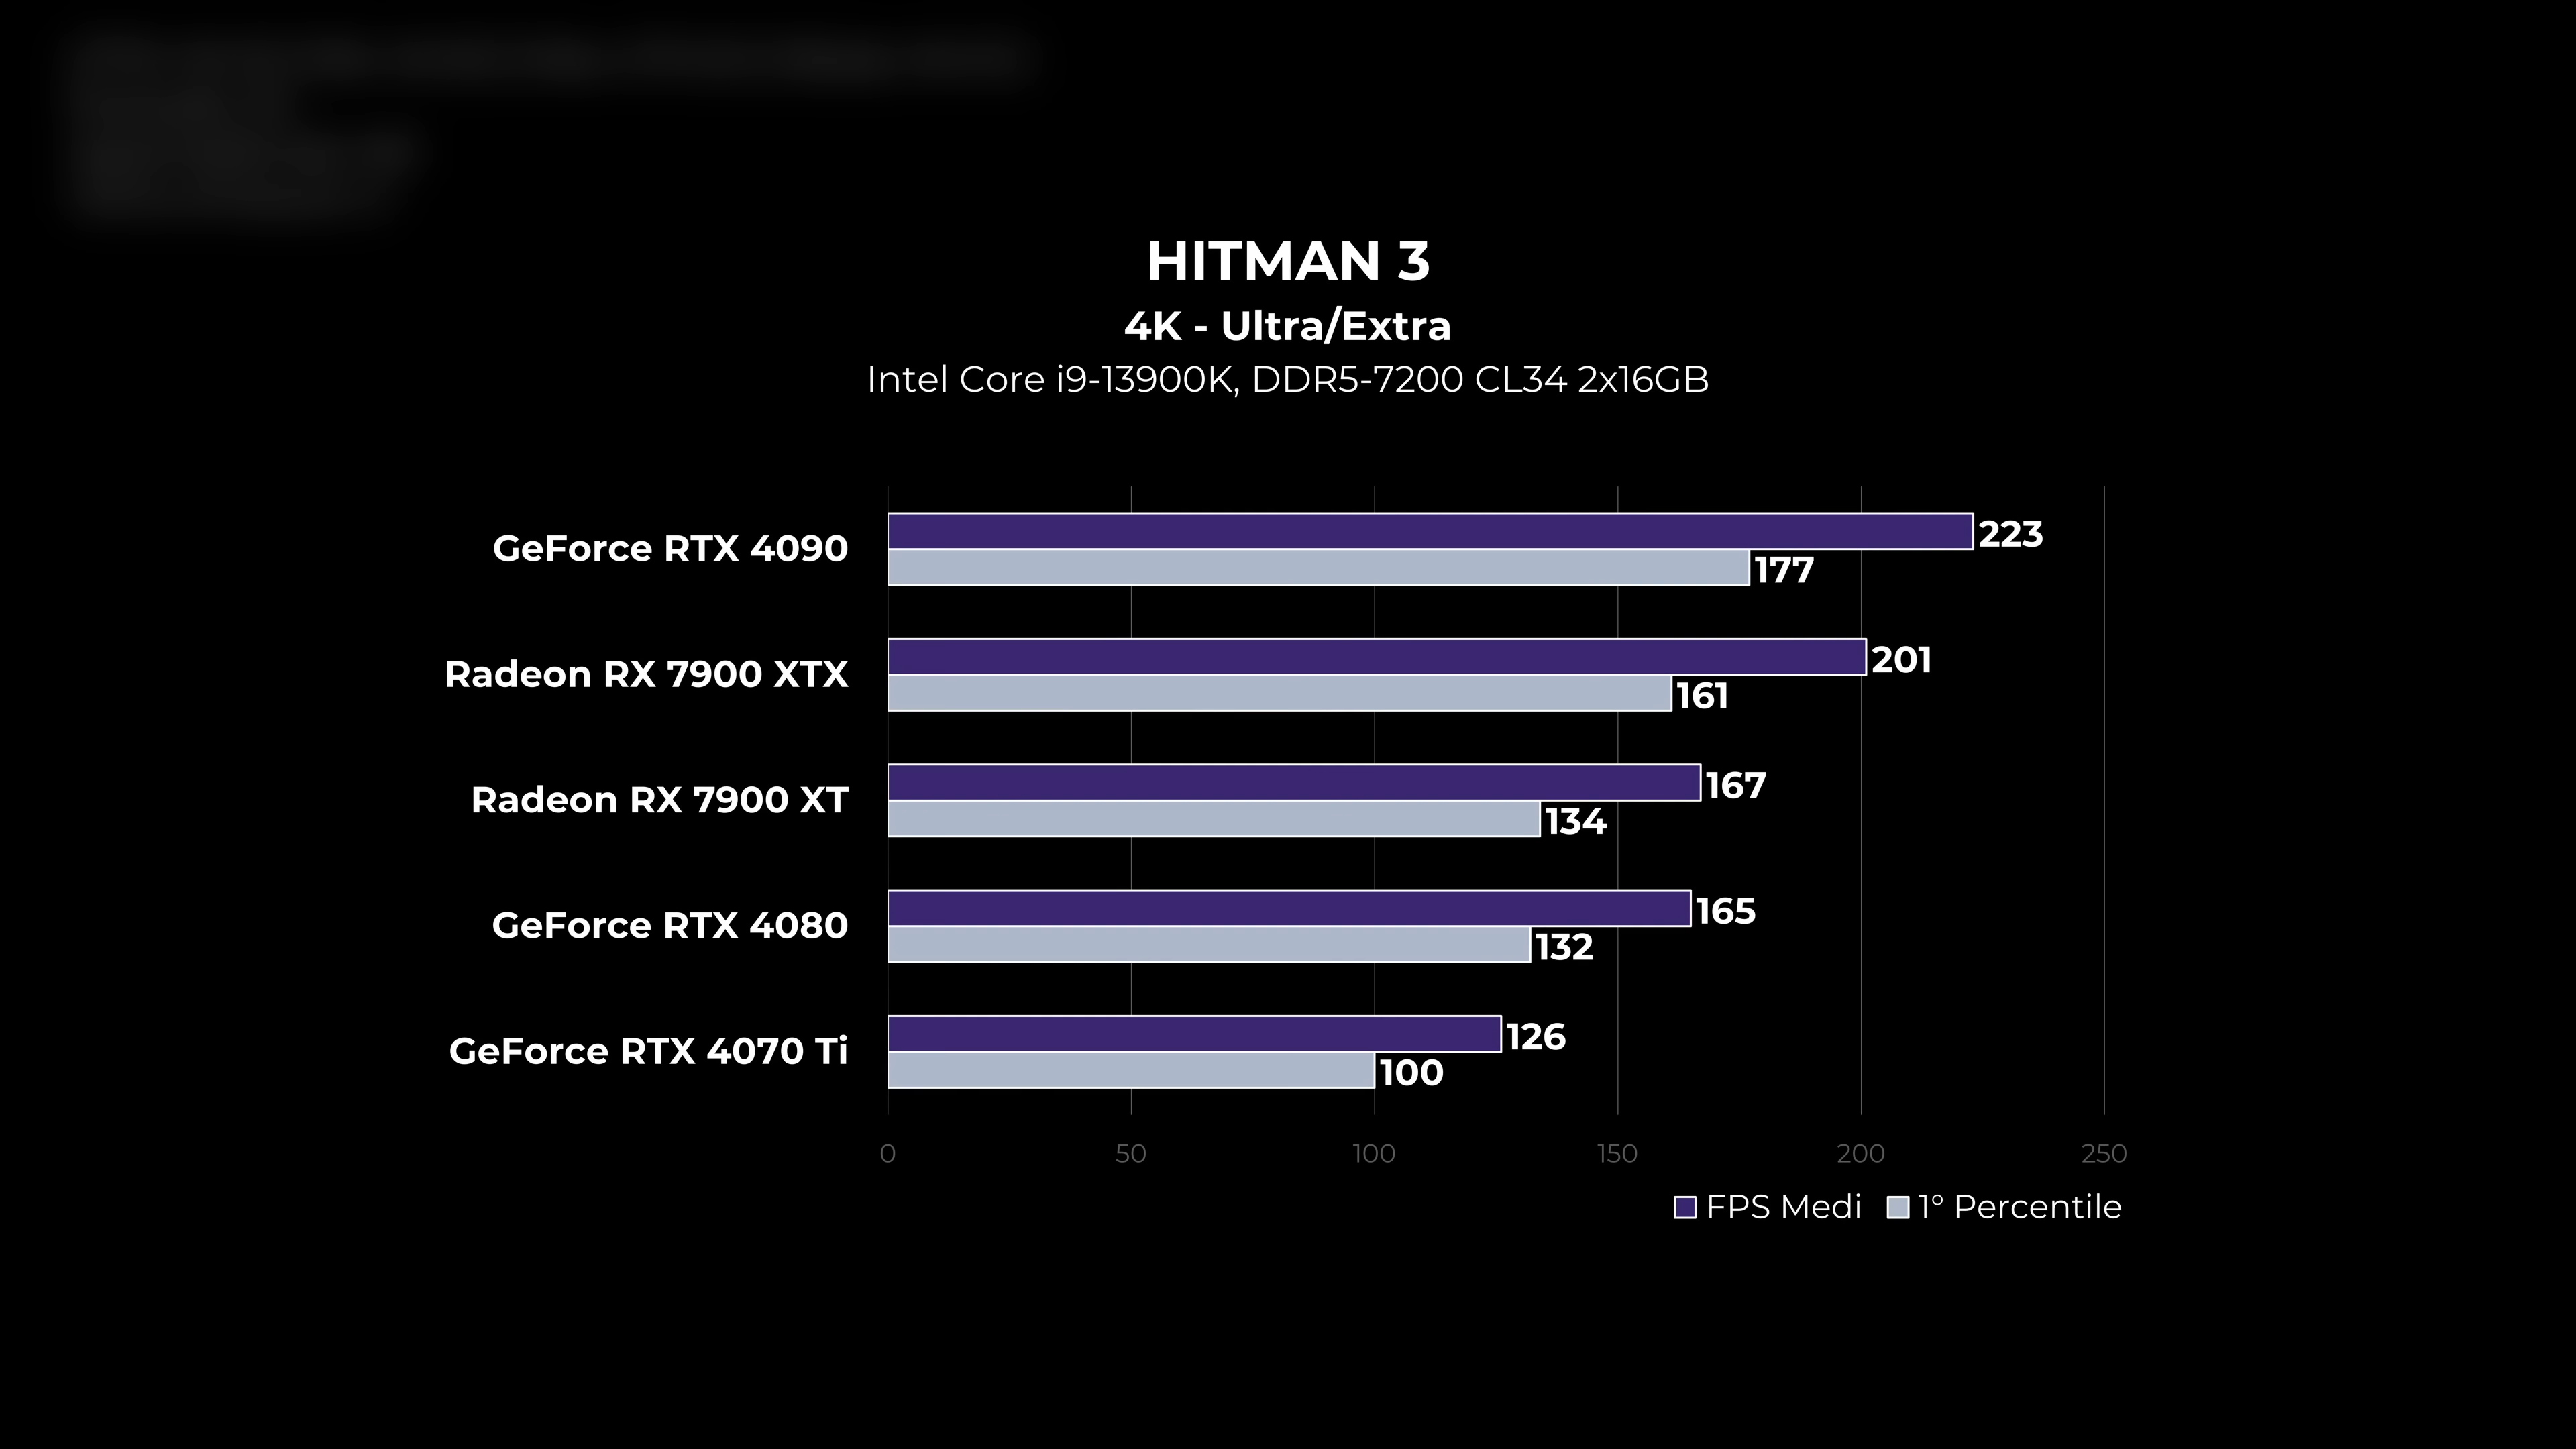 HITMAN 3
4K - Ultra/Extra
Intel Core i9-13900K, DDR5-7200 CL34 2x16GB
GeForce RTX 4090
223
177
Radeon RX 7900 XTX
201
161
Radeon RX 7900 XT
167
134
GeForce RTX 4080
165
132
GeForce RTX 4070 Ti
126
100
0 50 100 150 200 250
FPS Medi 1° Percentile